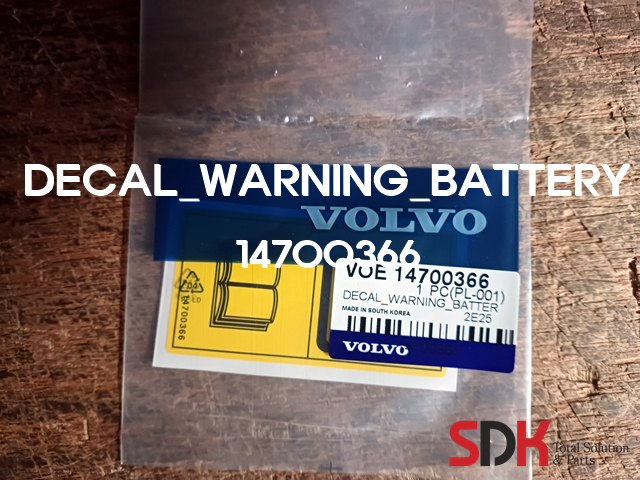 DECAL_WARNING_BATTERY
VOLVO
14700366
VOE 14700366
1 PC(PL-001)
DECAL_WARNING_BATTER
2E25
MADE IN SOUTH KOREA
VOLVO
14700366
SDK
Total Solution
& Parts